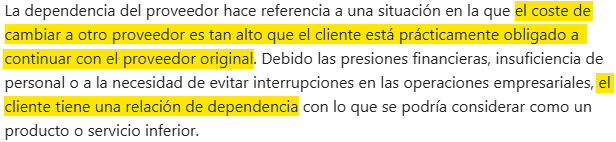 La dependencia del proveedor hace referencia a una situación en la que el coste de
cambiar a otro proveedor es tan alto que el cliente está prácticamente obligado a
continuar con el proveedor original. Debido las presiones financieras, insuficiencia de
personal o a la necesidad de evitar interrupciones en las operaciones empresariales, el
cliente tiene una relación de dependencia con lo que se podría considerar como un
producto o servicio inferior.